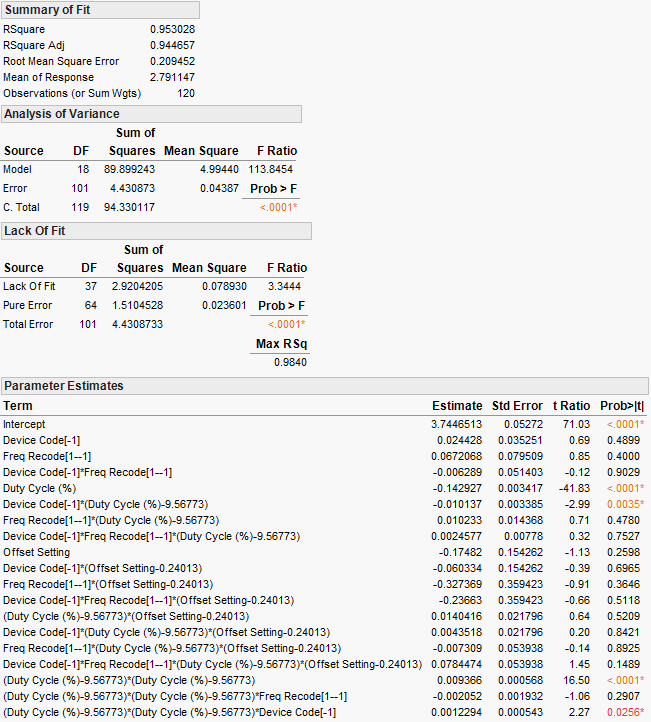 Summary of Fit
RSquare 0.953028
RSquare Adj 0.944657
Root Mean Square Error 0.209452
Mean of Response 2.791147
Observations (or Sum Wgts) 120
Analysis of Variance
Sum of
Source DF Squares Mean Square F Ratio
Model 18 89.899243 4.99440 113.8454
Error 101 4.430873 0.04387 Prob > F
C. Total 119 94.330117 <.0001*
Lack Of Fit
Sum of
Source DF Squares Mean Square F Ratio
Lack Of Fit 37 2.9204205 0.078930 3.3444
Pure Error 64 1.5104528 0.023601 Prob > F
Total Error 101 4.4308733 <.0001*
Max RSq
0.9840
Parameter Estimates
Term Estimate Std Error t Ratio Prob>|t|
Intercept 3.7446513 0.05272 71.03 <.0001*
Device Code[-1] 0.024428 0.035251 0.69 0.4899
Freq Recode[1--1] 0.0672068 0.079509 0.85 0.4000
Device Code[-1]*Freq Recode[1--1] -0.006289 0.051403 -0.12 0.9029
Duty Cycle (%) -0.142927 0.003417 -41.83 <.0001*
Device Code[-1]*(Duty Cycle (%)-9.56773) -0.010137 0.003385 -2.99 0.0035*
Freq Recode[1--1]*(Duty Cycle (%)-9.56773) 0.010233 0.014368 0.71 0.4780
Device Code[-1]*Freq Recode[1--1]*(Duty Cycle (%)-9.56773) 0.0024577 0.00778 0.32 0.7527
Offset Setting -0.17482 0.154262 -1.13 0.2598
Device Code[-1]*(Offset Setting-0.24013) -0.060334 0.154262 -0.39 0.6965
Freq Recode[1--1]*(Offset Setting-0.24013) -0.327369 0.359423 -0.91 0.3646
Device Code[-1]*Freq Recode[1--1]*(Offset Setting-0.24013) -0.23663 0.359423 -0.66 0.5118
(Duty Cycle (%)-9.56773)*(Offset Setting-0.24013) 0.0140416 0.021796 0.64 0.5209
Device Code[-1]*(Duty Cycle (%)-9.56773)*(Offset Setting-0.24013) 0.0043518 0.021796 0.20 0.8421
Freq Recode[1--1]*(Duty Cycle (%)-9.56773)*(Offset Setting-0.24013) -0.007309 0.053938 -0.14 0.8925
Device Code[-1]*Freq Recode[1--1]*(Duty Cycle (%)-9.56773)*(Offset Setting-0.24013) 0.0784474 0.053938 1.45 0.1489
(Duty Cycle (%)-9.56773)*(Duty Cycle (%)-9.56773) 0.009366 0.000568 16.50 <.0001*
(Duty Cycle (%)-9.56773)*(Duty Cycle (%)-9.56773)*Freq Recode[1--1] -0.002052 0.001932 -1.06 0.2907
(Duty Cycle (%)-9.56773)*(Duty Cycle (%)-9.56773)*Device Code[-1] 0.0012294 0.000543 2.27 0.0256*